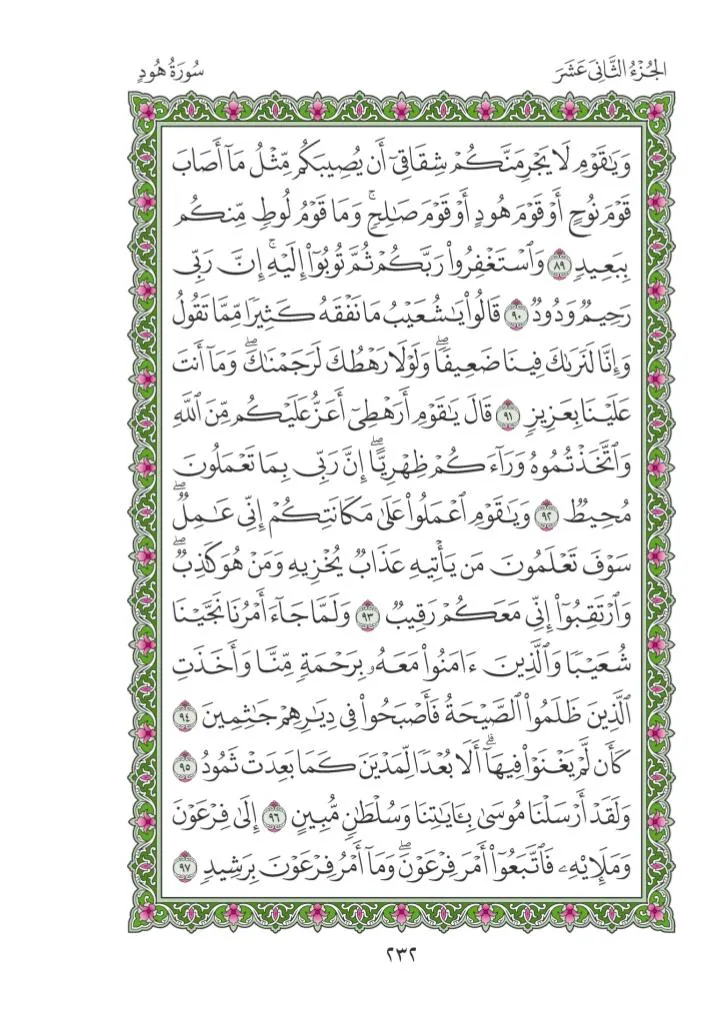 الجُزْءُ الثَّانِي عَشَرَ
سُورَةُ هُودٍ
وَيَٰقَوْمِ لَا يَجْرِمَنَّكُمْ شِقَاقِيٓ أَن يُصِيبَكُم مِّثْلُ مَآ أَصَابَ
قَوْمَ نُوحٍ أَوْ قَوْمَ هُودٍ أَوْ قَوْمَ صَٰلِحٍۚ وَمَا قَوْمُ لُوطٍ مِّنكُم
بِبَعِيدٍ ٨٩ وَٱسْتَغْفِرُوا۟ رَبَّكُمْ ثُمَّ تُوبُوٓا۟ إِلَيْهِۚ إِنَّ رَبِّى
رَحِيمٌ وَدُودٌ ٩٠ قَالُوا۟ يَٰشُعَيْبُ مَا نَفْقَهُ كَثِيرًا مِّمَّا تَقُولُ
وَإِنَّا لَنَرَىٰكَ فِينَا ضَعِيفًاۖ وَلَوْلَا رَهْطُكَ لَرَجَمْنَٰكَۖ وَمَآ أَنتَ
عَلَيْنَا بِعَزِيزٍ ٩١ قَالَ يَٰقَوْمِ أَرَهْطِىٓ أَعَزُّ عَلَيْكُم مِّنَ ٱللَّهِ
وَٱتَّخَذْتُمُوهُ وَرَآءَكُمْ ظِهْرِيًّاۖ إِنَّ رَبِّى بِمَا تَعْمَلُونَ
مُحِيطٌ ٩٢ وَيَٰقَوْمِ ٱعْمَلُوا۟ عَلَىٰ مَكَانَتِكُمْ إِنِّى عَٰمِلٌۖ
سَوْفَ تَعْلَمُونَ مَن يَأْتِيهِ عَذَابٌ يُخْزِيهِ وَمَنْ هُوَ كَٰذِبٌۖ
وَٱرْتَقِبُوٓا۟ إِنِّى مَعَكُمْ رَقِيبٌ ٩٣ وَلَمَّا جَآءَ أَمْرُنَا نَجَّيْنَا
شُعَيْبًا وَٱلَّذِينَ ءَامَنُوا۟ مَعَهُۥ بِرَحْمَةٍ مِّنَّا وَأَخَذَتِ
ٱلَّذِينَ ظَلَمُوا۟ ٱلصَّيْحَةُ فَأَصْبَحُوا۟ فِى دِيَٰرِهِمْ جَٰثِمِينَ ٩٤
كَأَن لَّمْ يَغْنَوْا۟ فِيهَآۗ أَلَا بُعْدًا لِّمَدْيَنَ كَمَا بَعِدَتْ ثَمُودُ ٩٥
وَلَقَدْ أَرْسَلْنَا مُوسَىٰ بِـَٔايَٰتِنَا وَسُلْطَٰنٍ مُّبِينٍ ٩٦ إِلَىٰ فِرْعَوْنَ
وَمَلَإِي۟هِۦ فَٱتَّبَعُوٓا۟ أَمْرَ فِرْعَوْنَۖ وَمَآ أَمْرُ فِرْعَوْنَ بِرَشِيدٍ ٩٧
٢٣٢